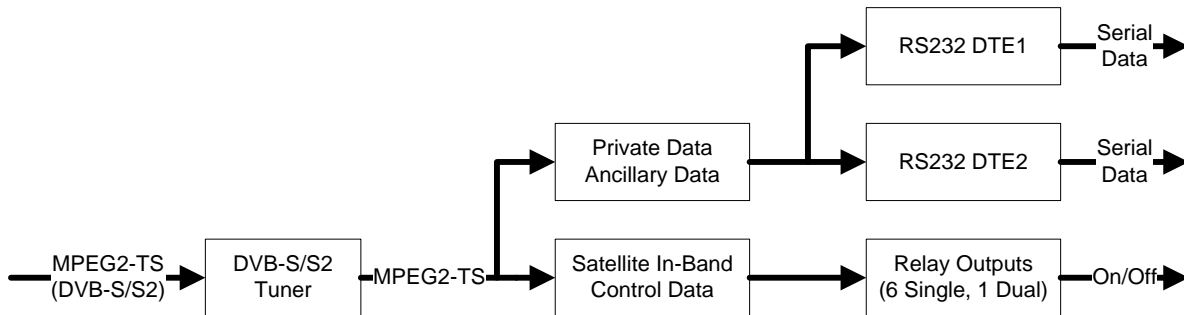 RS232 DTE1
Serial
Data
Private Data
Ancillary Data
RS232 DTE2
Serial
Data
MPEG2-TS
(DVB-S/S2)
DVB-S/S2
Tuner
MPEG2-TS
Satellite In-Band
Control Data
Relay Outputs
(6 Single, 1 Dual)
On/Off